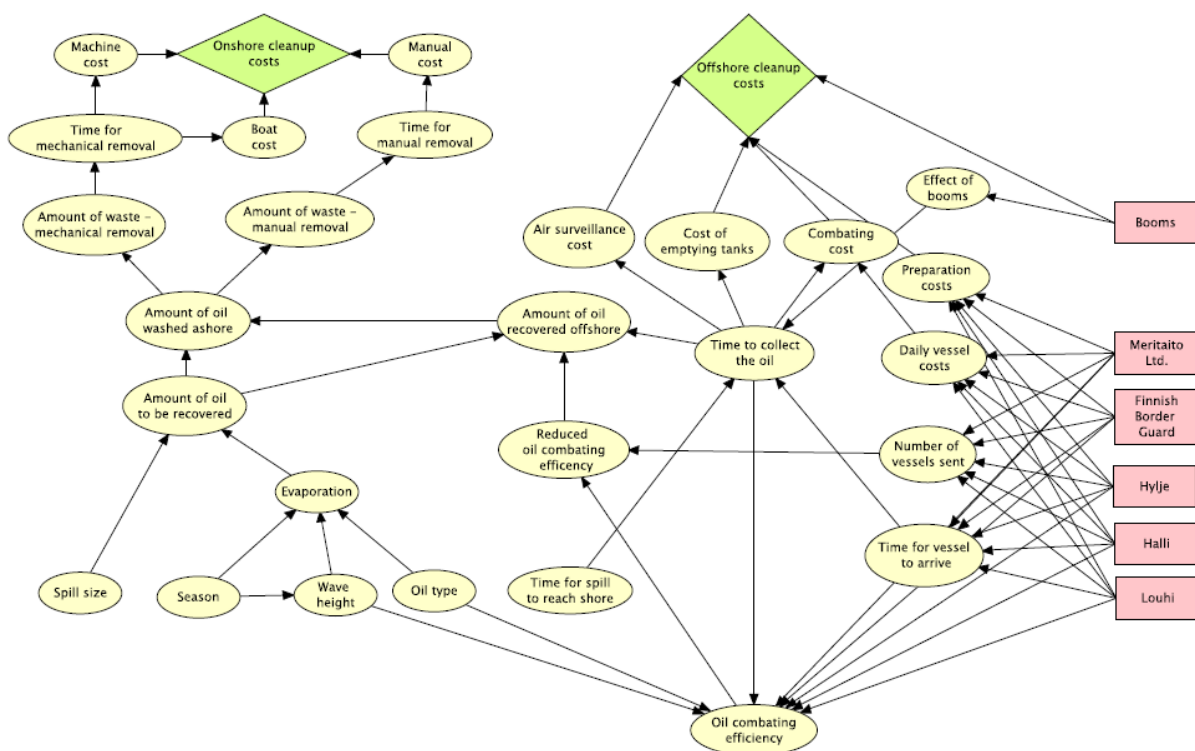 Machine
cost
Onshore cleanup
costs
Manual
cost
Offshore cleanup
costs
Time for
mechanical removal
Boat
cost
Time for
manual removal
Effect of
booms
Amount of waste –
mechanical removal
Amount of waste –
manual removal
Air surveillance
cost
Cost of
emptying tanks
Combating
cost
Booms
Preparation
costs
Amount of oil
washed ashore
Amount of oil
recovered offshore
Time to collect
the oil
Daily vessel
costs
Meritaito
Ltd.
Amount of oil
to be recovered
Finnish
Border
Guard
Reduced
oil combating
efficency
Number of
vessels sent
Evaporation
Hylje
Halli
Time for vessel
to arrive
Spill size
Season
Wave
height
Oil type
Time for spill
to reach shore
Louhi
Oil combating
efficiency